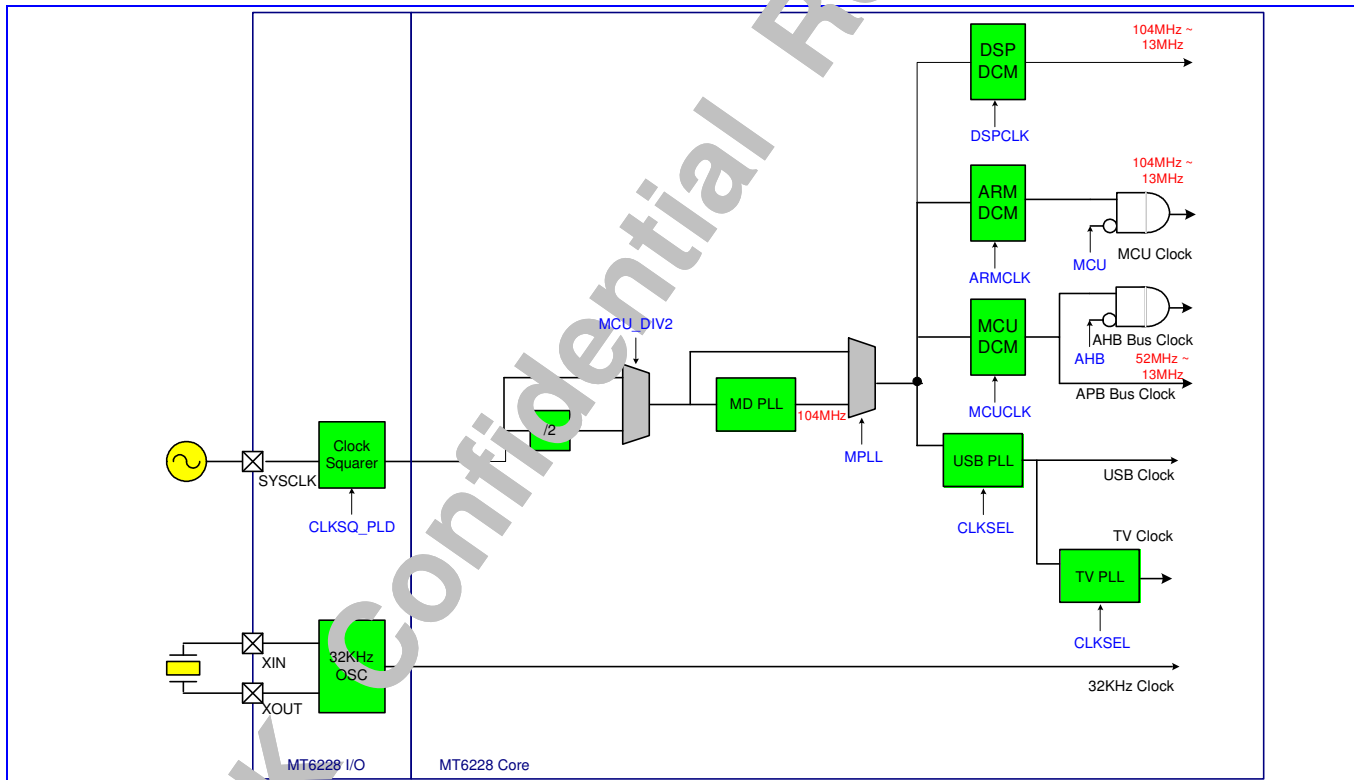 104MHz ~
13MHz
DSP
DCM
DSPCLK
104MHz ~
13MHz
ARM
DCM
MCU
MCU Clock
ARMCLK
MCU_DIV2
MCU
DCM
AHB Bus Clock
AHB
52MHz ~
13MHz
APB Bus Clock
MCUCLK
MD PLL
104MHz
/2
MPLL
Clock
Squarer
SYSCLK
CLKSQ_PLD
USB PLL
USB Clock
CLKSEL
TV Clock
TV PLL
CLKSEL
XIN
32KHz
OSC
XOUT
32KHz Clock
MT6228 I/O
MT6228 Core
Confidential